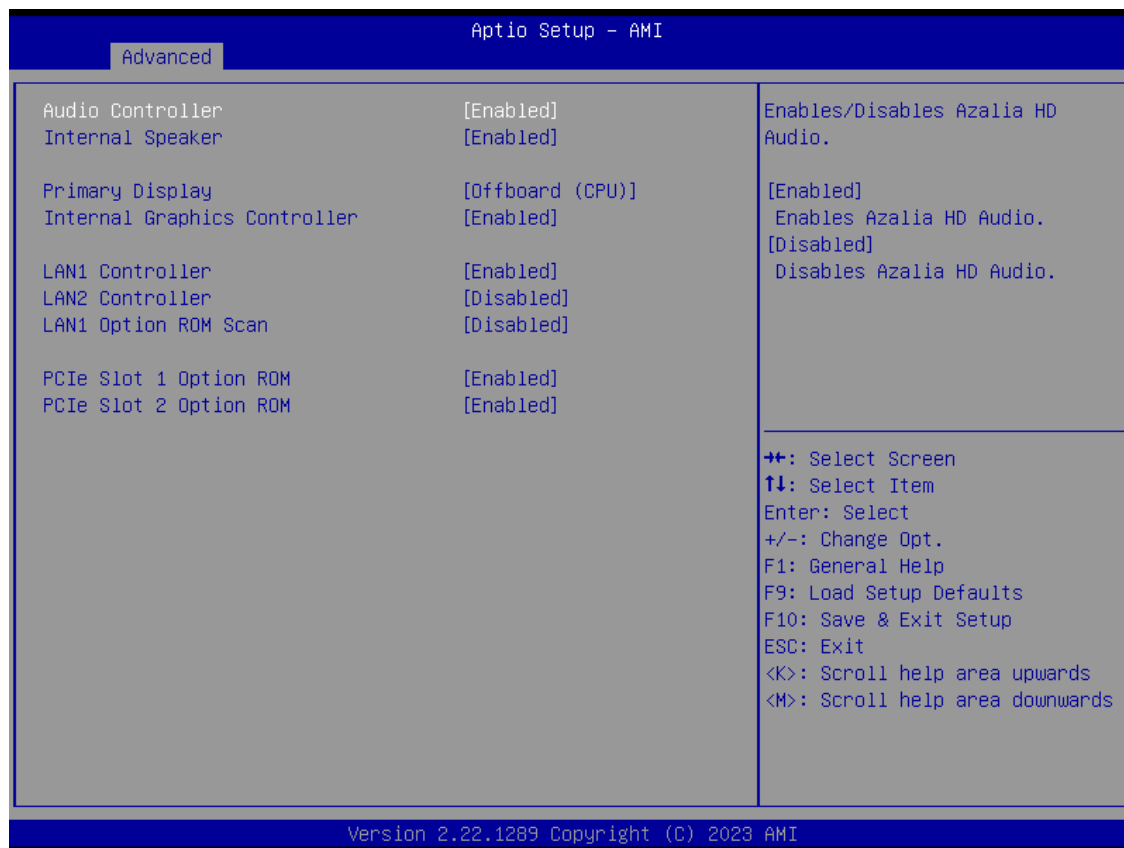 Aptio Setup – AMI
Advanced
Audio Controller [Enabled]
Internal Speaker [Enabled]
Primary Display [Offboard (CPU)]
Internal Graphics Controller [Enabled]
LAN1 Controller [Enabled]
LAN2 Controller [Disabled]
LAN1 Option ROM Scan [Disabled]
PCIe Slot 1 Option ROM [Enabled]
PCIe Slot 2 Option ROM [Enabled]
Enables/Disables Azalia HD
Audio.
[Enabled]
Enables Azalia HD Audio.
[Disabled]
Disables Azalia HD Audio.
→←: Select Screen
↑↓: Select Item
Enter: Select
+/-: Change Opt.
F1: General Help
F9: Load Setup Defaults
F10: Save & Exit Setup
ESC: Exit
<K>: Scroll help area upwards
<M>: Scroll help area downwards
Version 2.22.1289 Copyright (C) 2023 AMI